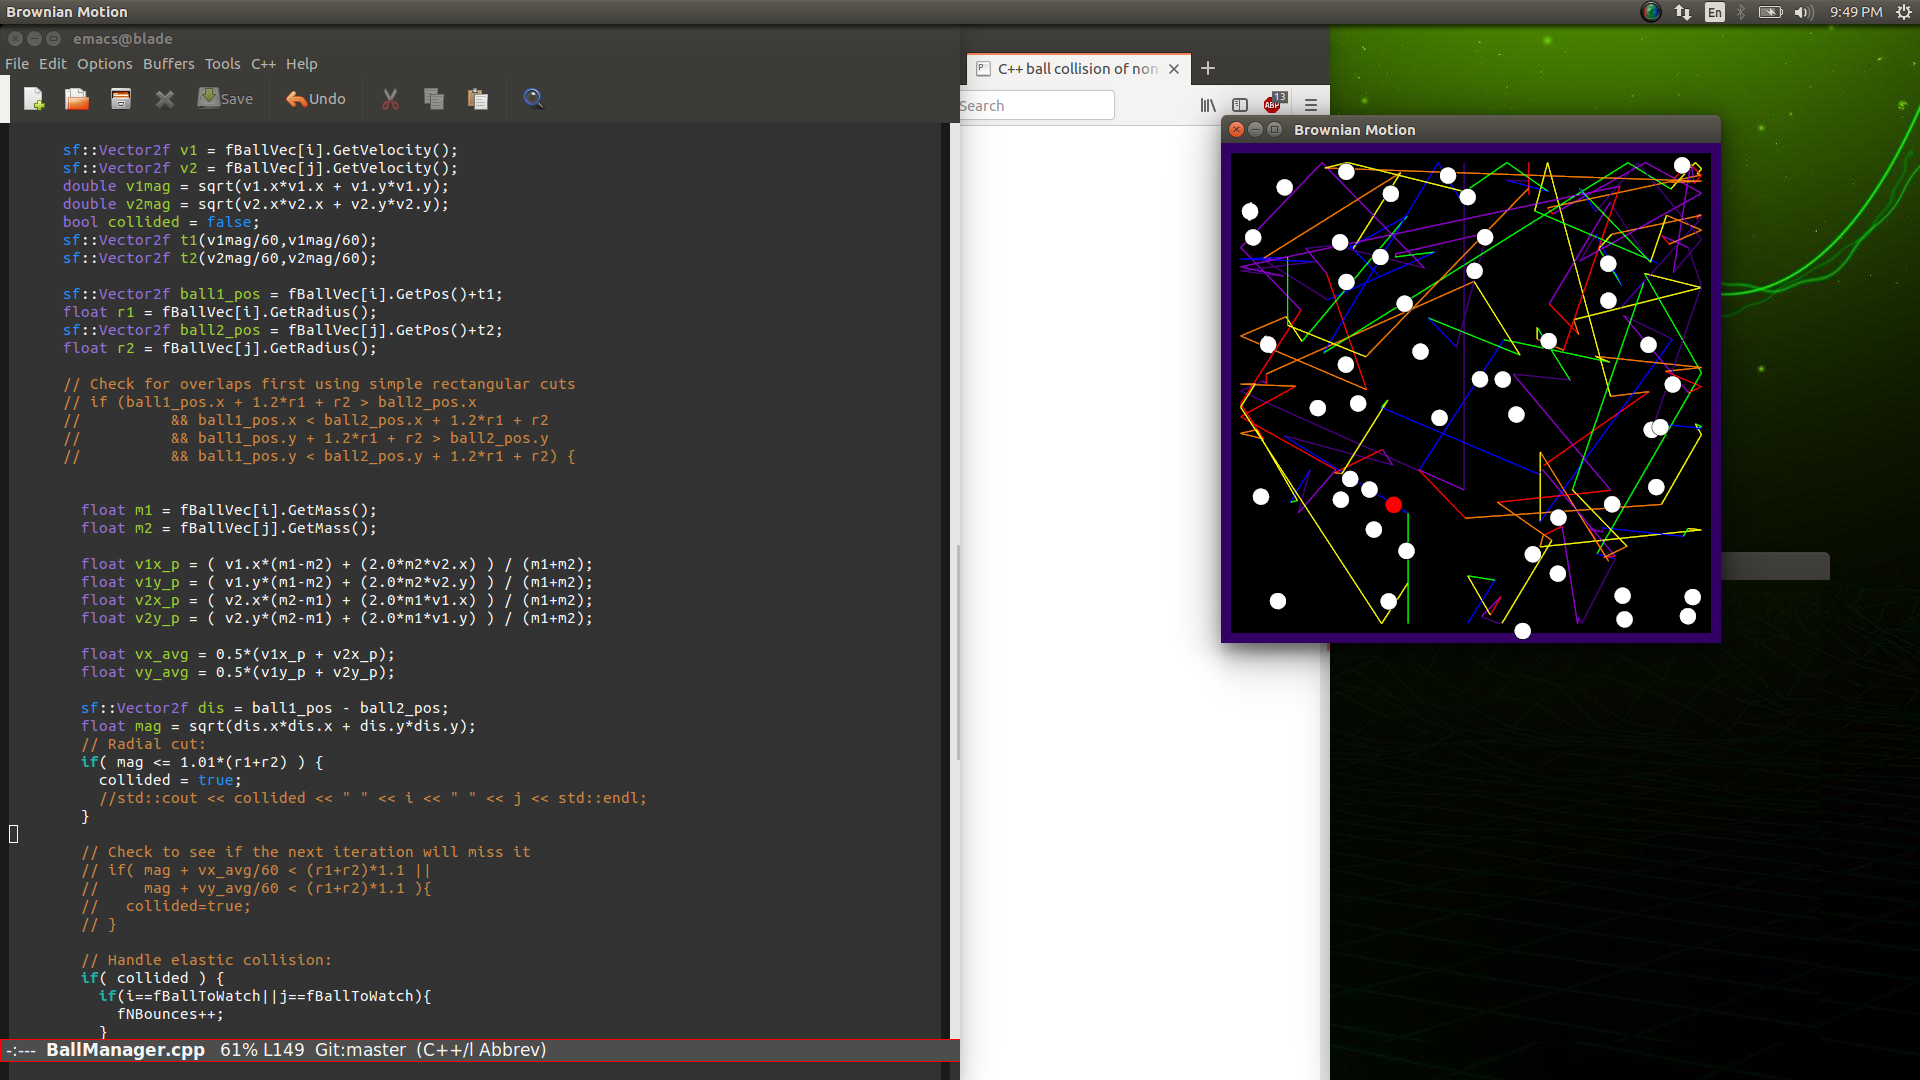 Brownian Motion
En
9:49 PM
emacs@blade
File Edit Options Buffers Tools C++ Help
Save
Undo
sf::Vector2f v1 = fBallVec[i].GetVelocity();
sf::Vector2f v2 = fBallVec[j].GetVelocity();
double v1mag = sqrt(v1.x*v1.x + v1.y*v1.y);
double v2mag = sqrt(v2.x*v2.x + v2.y*v2.y);
bool collided = false;
sf::Vector2f t1(v1mag/60,v1mag/60);
sf::Vector2f t2(v2mag/60,v2mag/60);
sf::Vector2f ball1_pos = fBallVec[i].GetPos()+t1;
float r1 = fBallVec[i].GetRadius();
sf::Vector2f ball2_pos = fBallVec[j].GetPos()+t2;
float r2 = fBallVec[j].GetRadius();
// Check for overlaps first using simple rectangular cuts
// if (ball1_pos.x + 1.2*r1 + r2 > ball2_pos.x
//          && ball1_pos.x < ball2_pos.x + 1.2*r1 + r2
//          && ball1_pos.y + 1.2*r1 + r2 > ball2_pos.y
//          && ball1_pos.y < ball2_pos.y + 1.2*r1 + r2) {
float m1 = fBallVec[i].GetMass();
float m2 = fBallVec[j].GetMass();
float v1x_p = ( v1.x*(m1-m2) + (2.0*m2*v2.x) ) / (m1+m2);
float v1y_p = ( v1.y*(m1-m2) + (2.0*m2*v2.y) ) / (m1+m2);
float v2x_p = ( v2.x*(m2-m1) + (2.0*m1*v1.x) ) / (m1+m2);
float v2y_p = ( v2.y*(m2-m1) + (2.0*m1*v1.y) ) / (m1+m2);
float vx_avg = 0.5*(v1x_p + v2x_p);
float vy_avg = 0.5*(v1y_p + v2y_p);
sf::Vector2f dis = ball1_pos - ball2_pos;
float mag = sqrt(dis.x*dis.x + dis.y*dis.y);
// Radial cut:
if( mag <= 1.01*(r1+r2) ) {
collided = true;
//std::cout << collided << " " << i << " " << j << std::endl;
}
// Check to see if the next iteration will miss it
// if( mag + vx_avg/60 < (r1+r2)*1.1 ||
//     mag + vy_avg/60 < (r1+r2)*1.1 ){
//   collided=true;
// }
// Handle elastic collision:
if( collided ) {
if(i==fBallToWatch||j==fBallToWatch){
fNBounces++;
}
-:--- BallManager.cpp 61% L149 Git:master (C++/l Abbrev)
C++ ball collision of non
Search
ABP
13
Brownian Motion